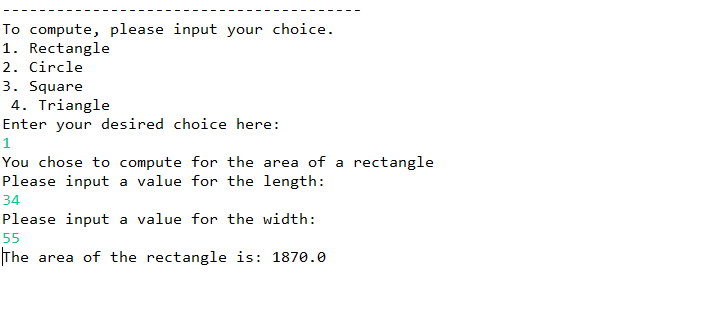 ----------------------------------------
To compute, please input your choice.
1. Rectangle
2. Circle
3. Square
 4. Triangle
Enter your desired choice here:
1
You chose to compute for the area of a rectangle
Please input a value for the length:
34
Please input a value for the width:
55
The area of the rectangle is: 1870.0